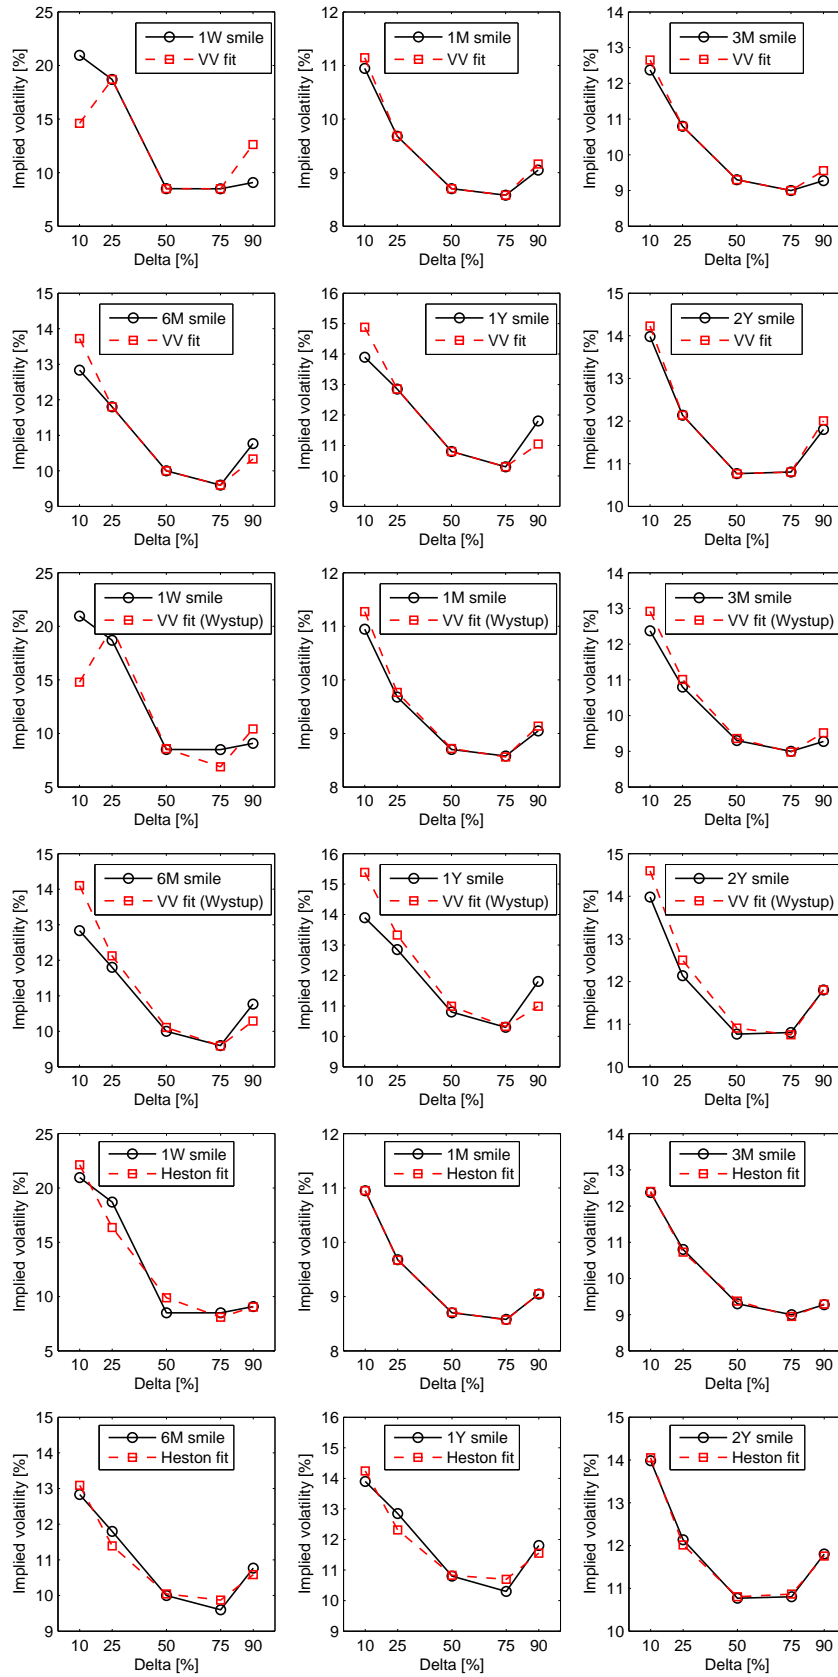 1W smile
VV fit
Implied volatility [%]
25
20
15
10
5
10 25 50 75 90
Delta [%]
1M smile
VV fit
Implied volatility [%]
12
11
10
9
8
10 25 50 75 90
Delta [%]
3M smile
VV fit
Implied volatility [%]
14
13
12
11
10
9
8
10 25 50 75 90
Delta [%]
6M smile
VV fit
Implied volatility [%]
15
14
13
12
11
10
9
10 25 50 75 90
Delta [%]
1Y smile
VV fit
Implied volatility [%]
16
15
14
13
12
11
10
9
10 25 50 75 90
Delta [%]
2Y smile
VV fit
Implied volatility [%]
15
14
13
12
11
10
10 25 50 75 90
Delta [%]
1W smile
VV fit (Wystup)
Implied volatility [%]
25
20
15
10
5
10 25 50 75 90
Delta [%]
1M smile
VV fit (Wystup)
Implied volatility [%]
12
11
10
9
8
10 25 50 75 90
Delta [%]
3M smile
VV fit (Wystup)
Implied volatility [%]
14
13
12
11
10
9
8
10 25 50 75 90
Delta [%]
6M smile
VV fit (Wystup)
Implied volatility [%]
15
14
13
12
11
10
9
10 25 50 75 90
Delta [%]
1Y smile
VV fit (Wystup)
Implied volatility [%]
16
15
14
13
12
11
10
9
10 25 50 75 90
Delta [%]
2Y smile
VV fit (Wystup)
Implied volatility [%]
15
14
13
12
11
10
10 25 50 75 90
Delta [%]
1W smile
Heston fit
Implied volatility [%]
25
20
15
10
5
10 25 50 75 90
Delta [%]
1M smile
Heston fit
Implied volatility [%]
12
11
10
9
8
10 25 50 75 90
Delta [%]
3M smile
Heston fit
Implied volatility [%]
14
13
12
11
10
9
8
10 25 50 75 90
Delta [%]
6M smile
Heston fit
Implied volatility [%]
15
14
13
12
11
10
9
10 25 50 75 90
Delta [%]
1Y smile
Heston fit
Implied volatility [%]
16
15
14
13
12
11
10
9
10 25 50 75 90
Delta [%]
2Y smile
Heston fit
Implied volatility [%]
15
14
13
12
11
10
10 25 50 75 90
Delta [%]